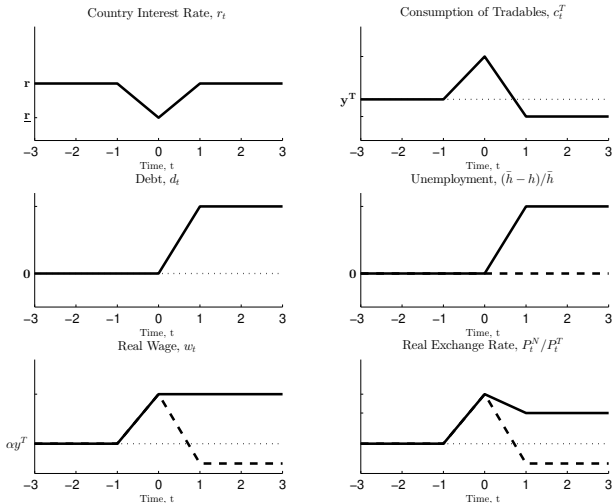 Country Interest Rate, r_t
Consumption of Tradables, c_t^T
r
r
y^T
−3 −2 −1 0 1 2 3
−3 −2 −1 0 1 2 3
Time, t
Time, t
Debt, d_t
Unemployment, (h̄ − h)/h̄
0
0
−3 −2 −1 0 1 2 3
−3 −2 −1 0 1 2 3
Time, t
Time, t
Real Wage, w_t
Real Exchange Rate, P_t^N/P_t^T
αy^T
−3 −2 −1 0 1 2 3
−3 −2 −1 0 1 2 3
Time, t
Time, t